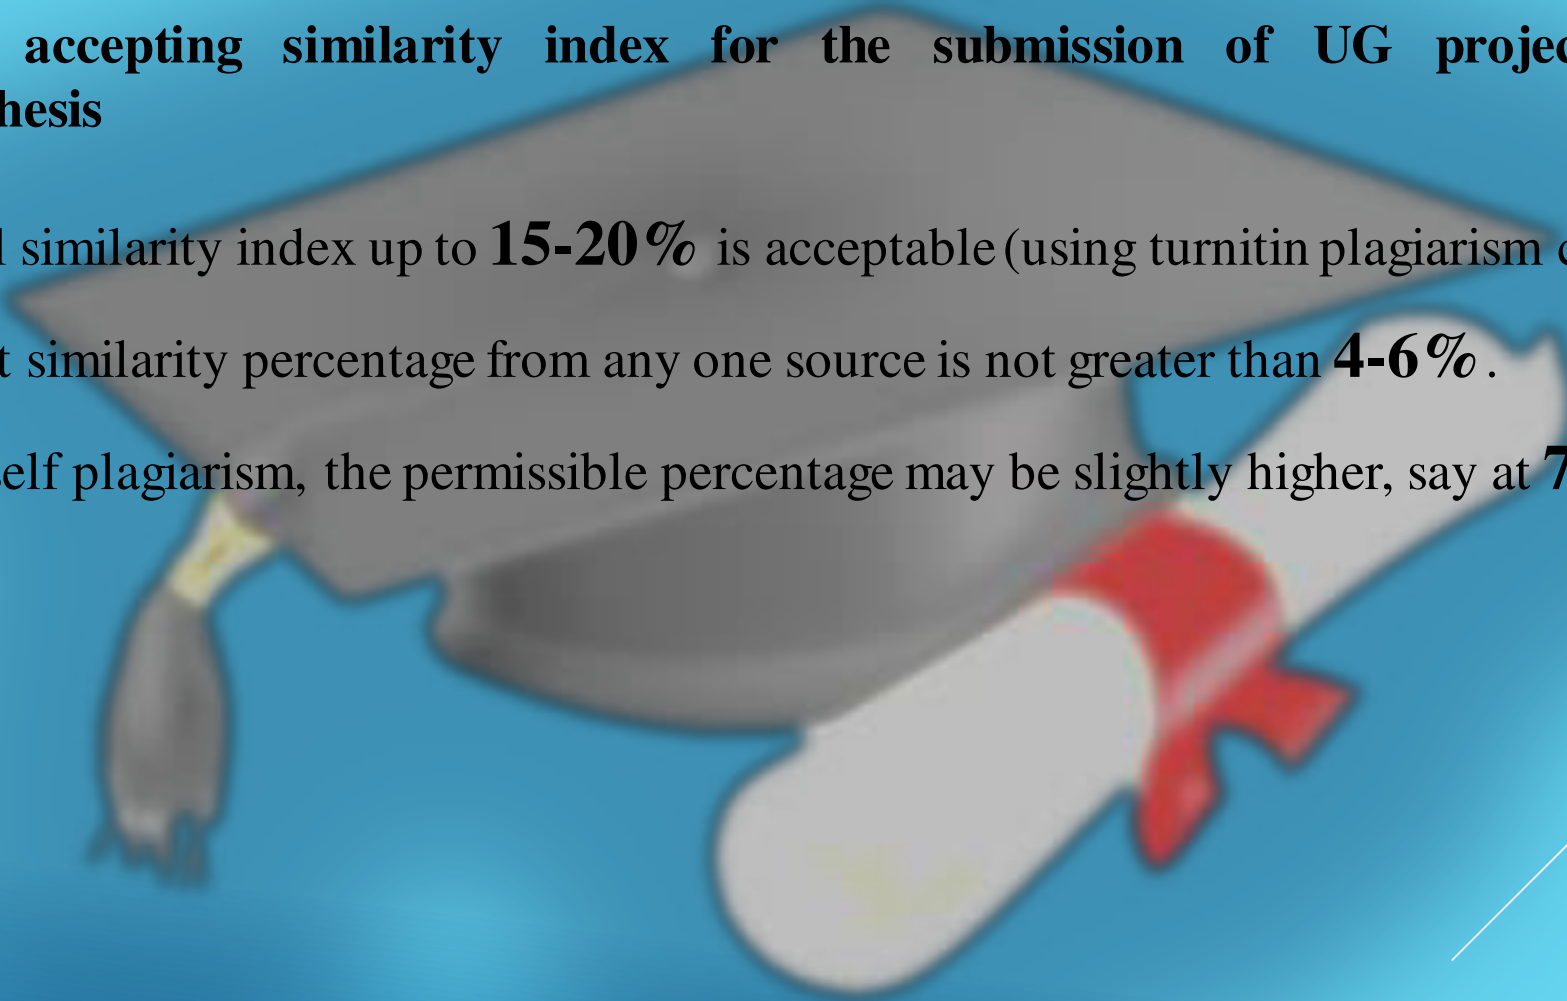 accepting similarity index for the submission of UG projec
hesis
l similarity index up to 15-20% is acceptable (using turnitin plagiarism c
t similarity percentage from any one source is not greater than 4-6% .
elf plagiarism, the permissible percentage may be slightly higher, say at 7